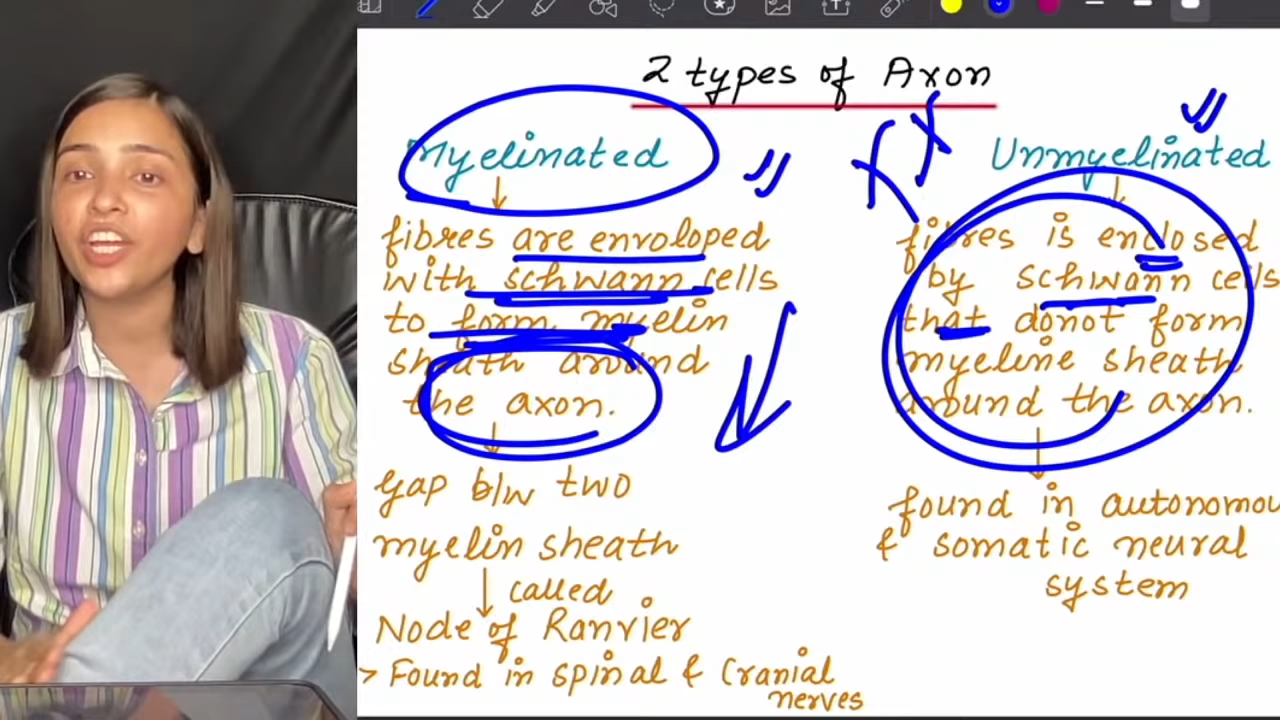 2 types of Axon
Myelinated
fibres are envoloped
with schwann cells
to form myelin
sheath around
the axon.
Gap b/w two
myelin sheath
called
Node of Ranvier
> Found in spinal & Cranial
nerves
Unmyelinated
fibres is enclosed
by schwann cells
that donot form
myeline sheath
around the axon.
found in autonomou
& somatic neural
system